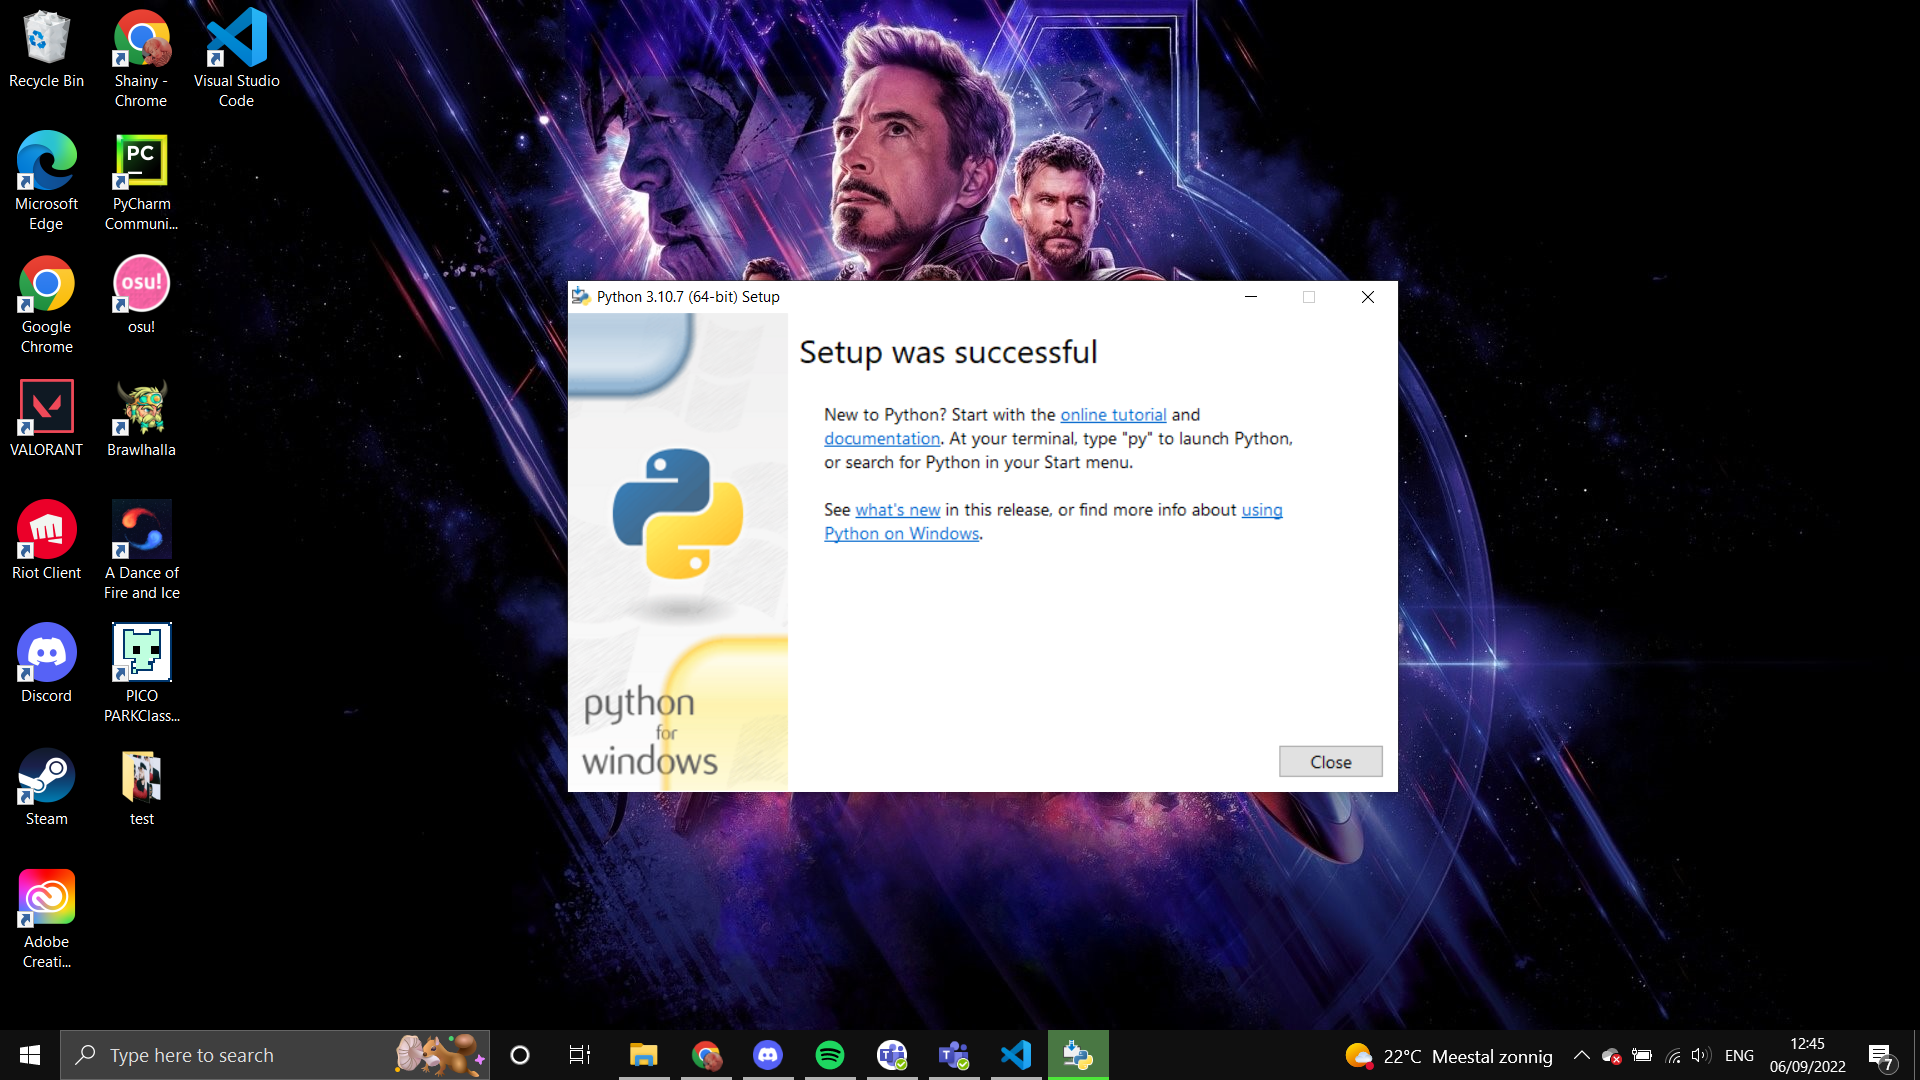 Recycle Bin
Shainy -
Chrome
Visual Studio
Code
Microsoft
Edge
PC
PyCharm
Communi...
Google
Chrome
osu!
osu!
VALORANT
Brawlhalla
Riot Client
A Dance of
Fire and Ice
Discord
PICO
PARKClass...
Steam
test
Adobe
Creati...
Python 3.10.7 (64-bit) Setup
Setup was successful
New to Python? Start with the online tutorial and
documentation. At your terminal, type "py" to launch Python,
or search for Python in your Start menu.
See what's new in this release, or find more info about using
Python on Windows.
python
for
windows
Close
Type here to search
22°C Meestal zonnig
ENG
12:45
06/09/2022
7